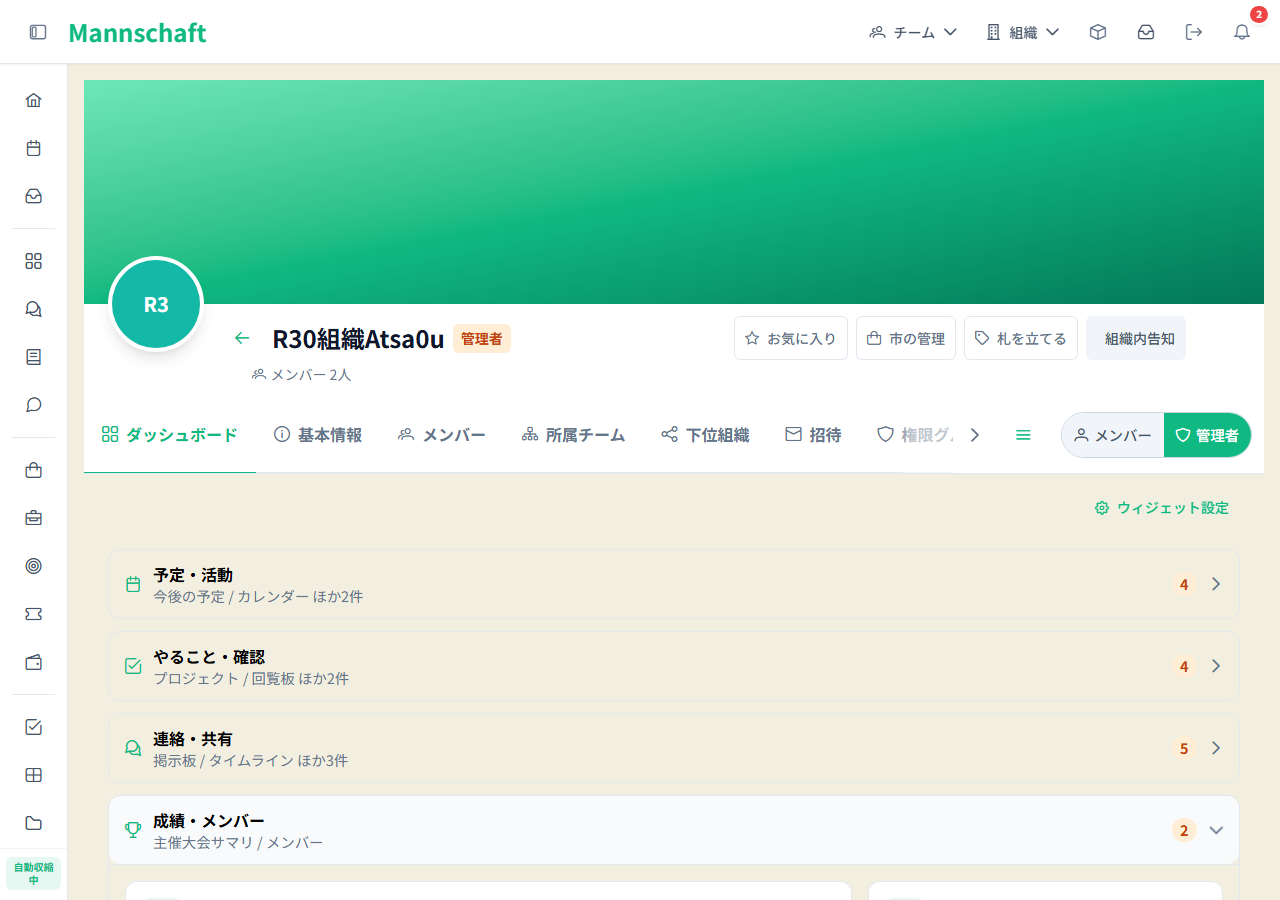 Mannschaft
チーム
組織
2
R3
R30組織Atsa0u
管理者
メンバー 2人
お気に入り
市の管理
札を立てる
組織内告知
ダッシュボード
基本情報
メンバー
所属チーム
下位組織
招待
権限グ
メンバー
管理者
ウィジェット設定
予定・活動
今後の予定 / カレンダー ほか2件
4
やること・確認
プロジェクト / 回覧板 ほか2件
4
連絡・共有
掲示板 / タイムライン ほか3件
5
成績・メンバー
主催大会サマリ / メンバー
2
自動収縮
中